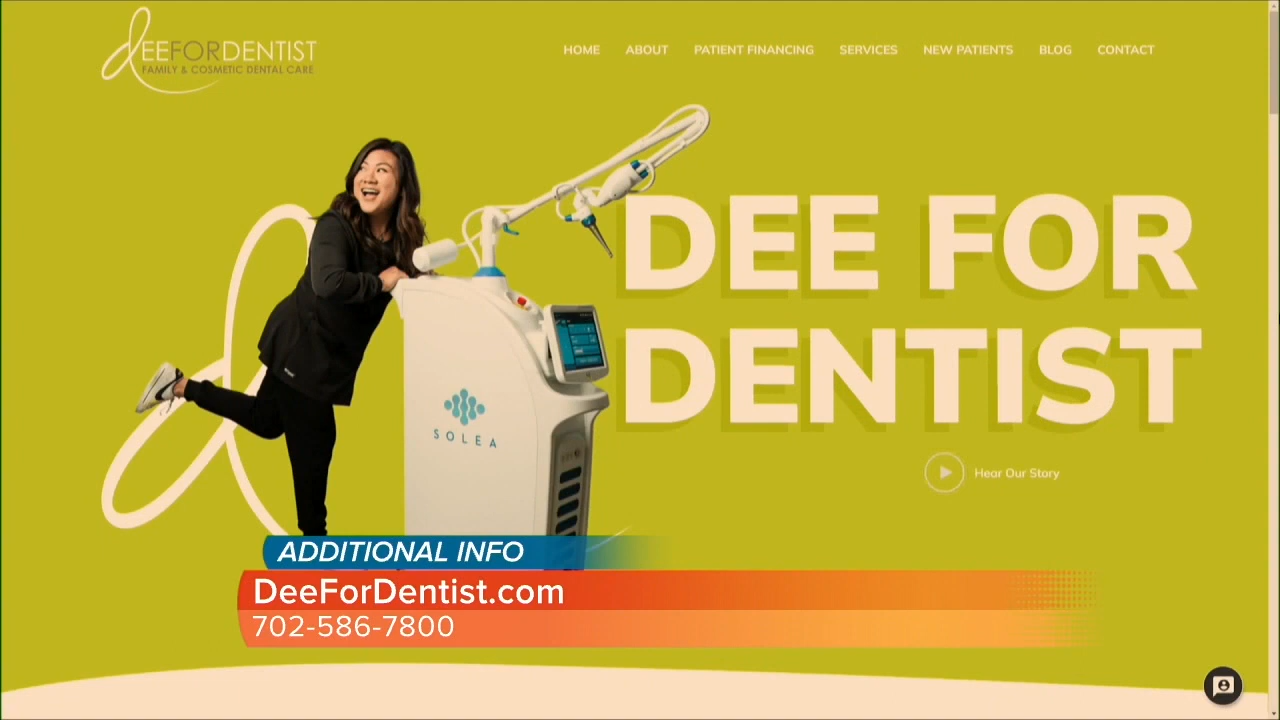 deeFORDENTIST
FAMILY & COSMETIC DENTAL CARE
HOME ABOUT PATIENT FINANCING SERVICES NEW PATIENTS BLOG CONTACT
DEE FOR
DENTIST
SOLEA
Hear Our Story
ADDITIONAL INFO
DeeForDentist.com
702-586-7800